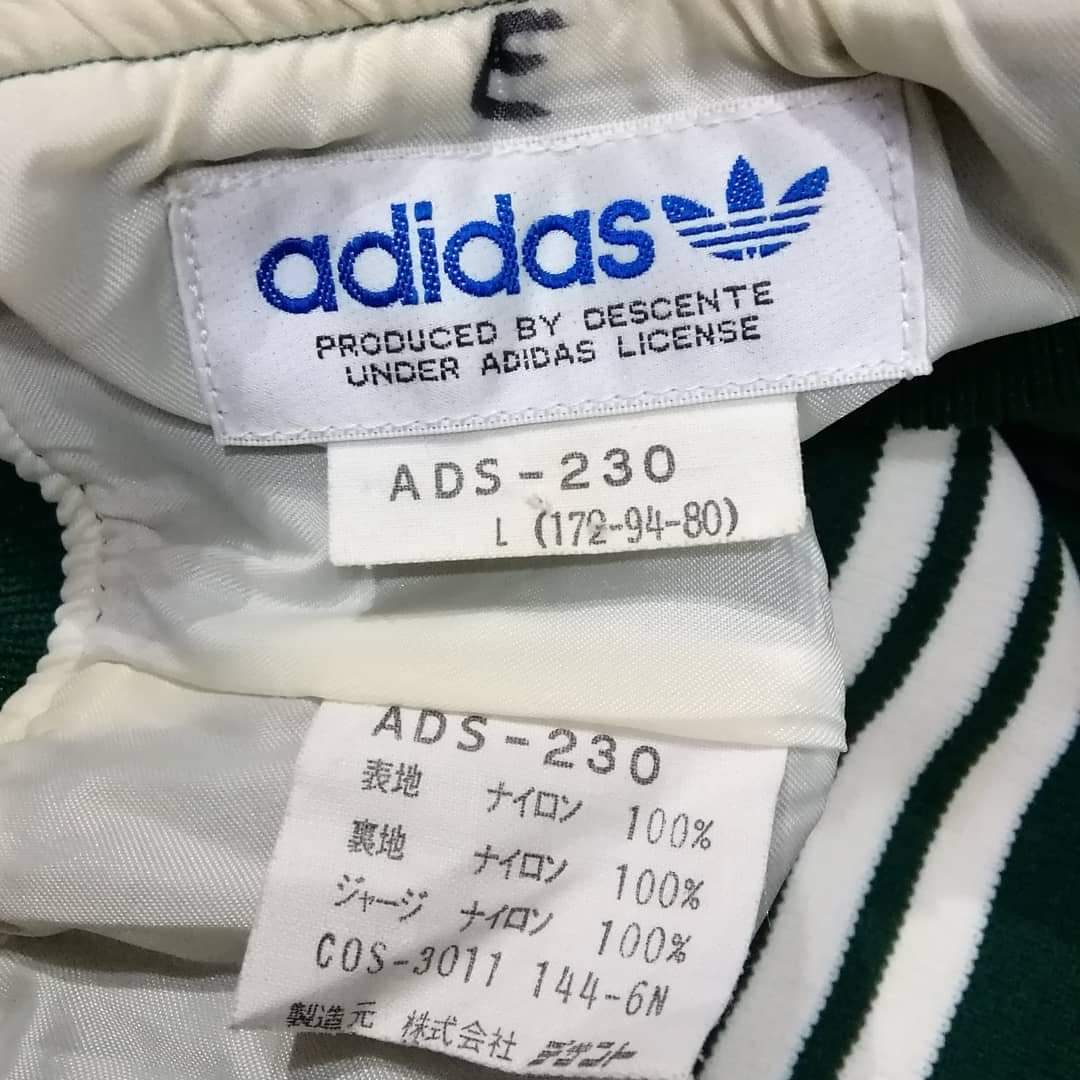 E
adidas
PRODUCED BY DESCENTE
UNDER ADIDAS LICENSE
ADS-230
L (172-94-80)
ADS-230
表地 ナイロン 100%
裏地 ナイロン 100%
ジャージ ナイロン 100%
COS-3011 144-6N
製造元 株式会社 デサント